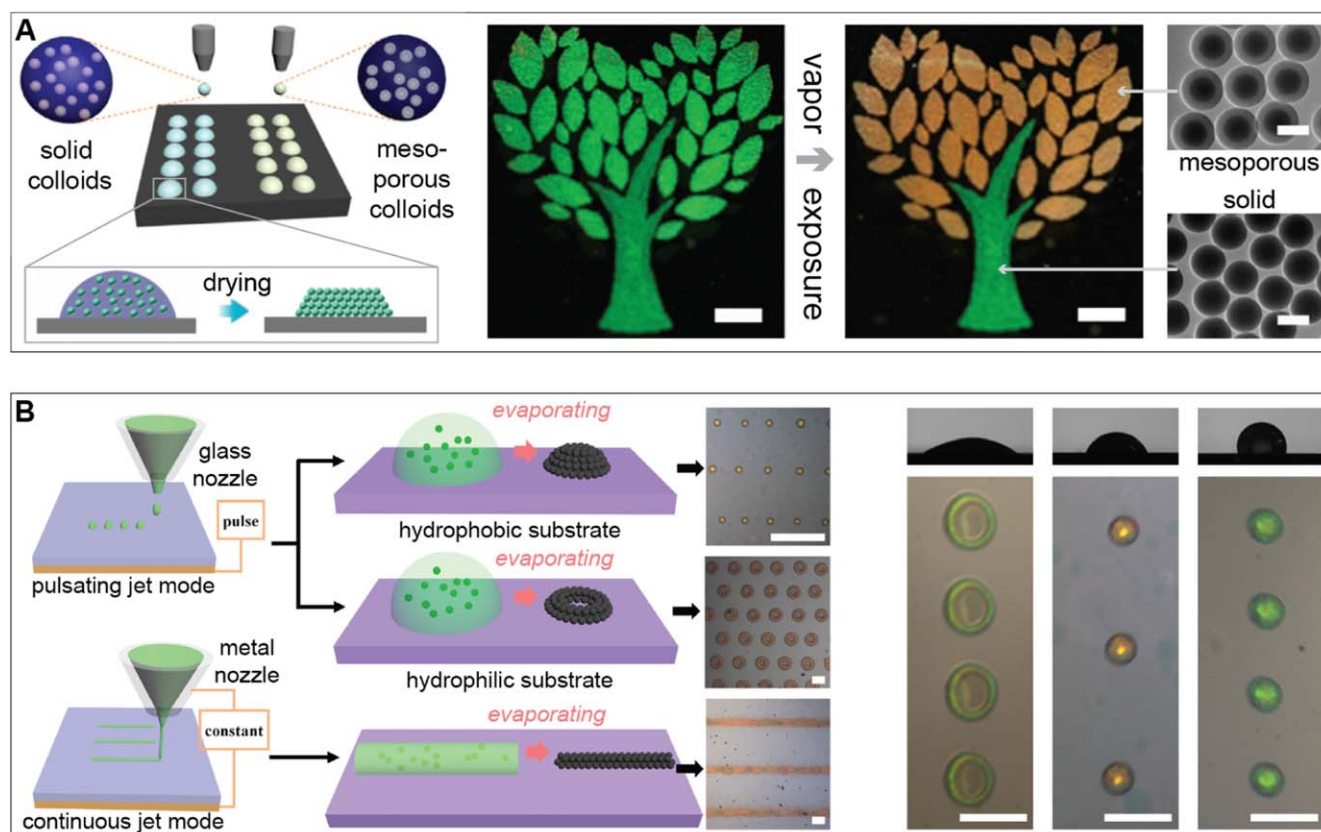 A
solid
colloids
meso-
porous
colloids
drying
vapor
exposure
mesoporous
solid
B
glass
nozzle
pulse
pulsating jet mode
evaporating
hydrophobic substrate
evaporating
hydrophilic substrate
metal
nozzle
constant
continuous jet mode
evaporating